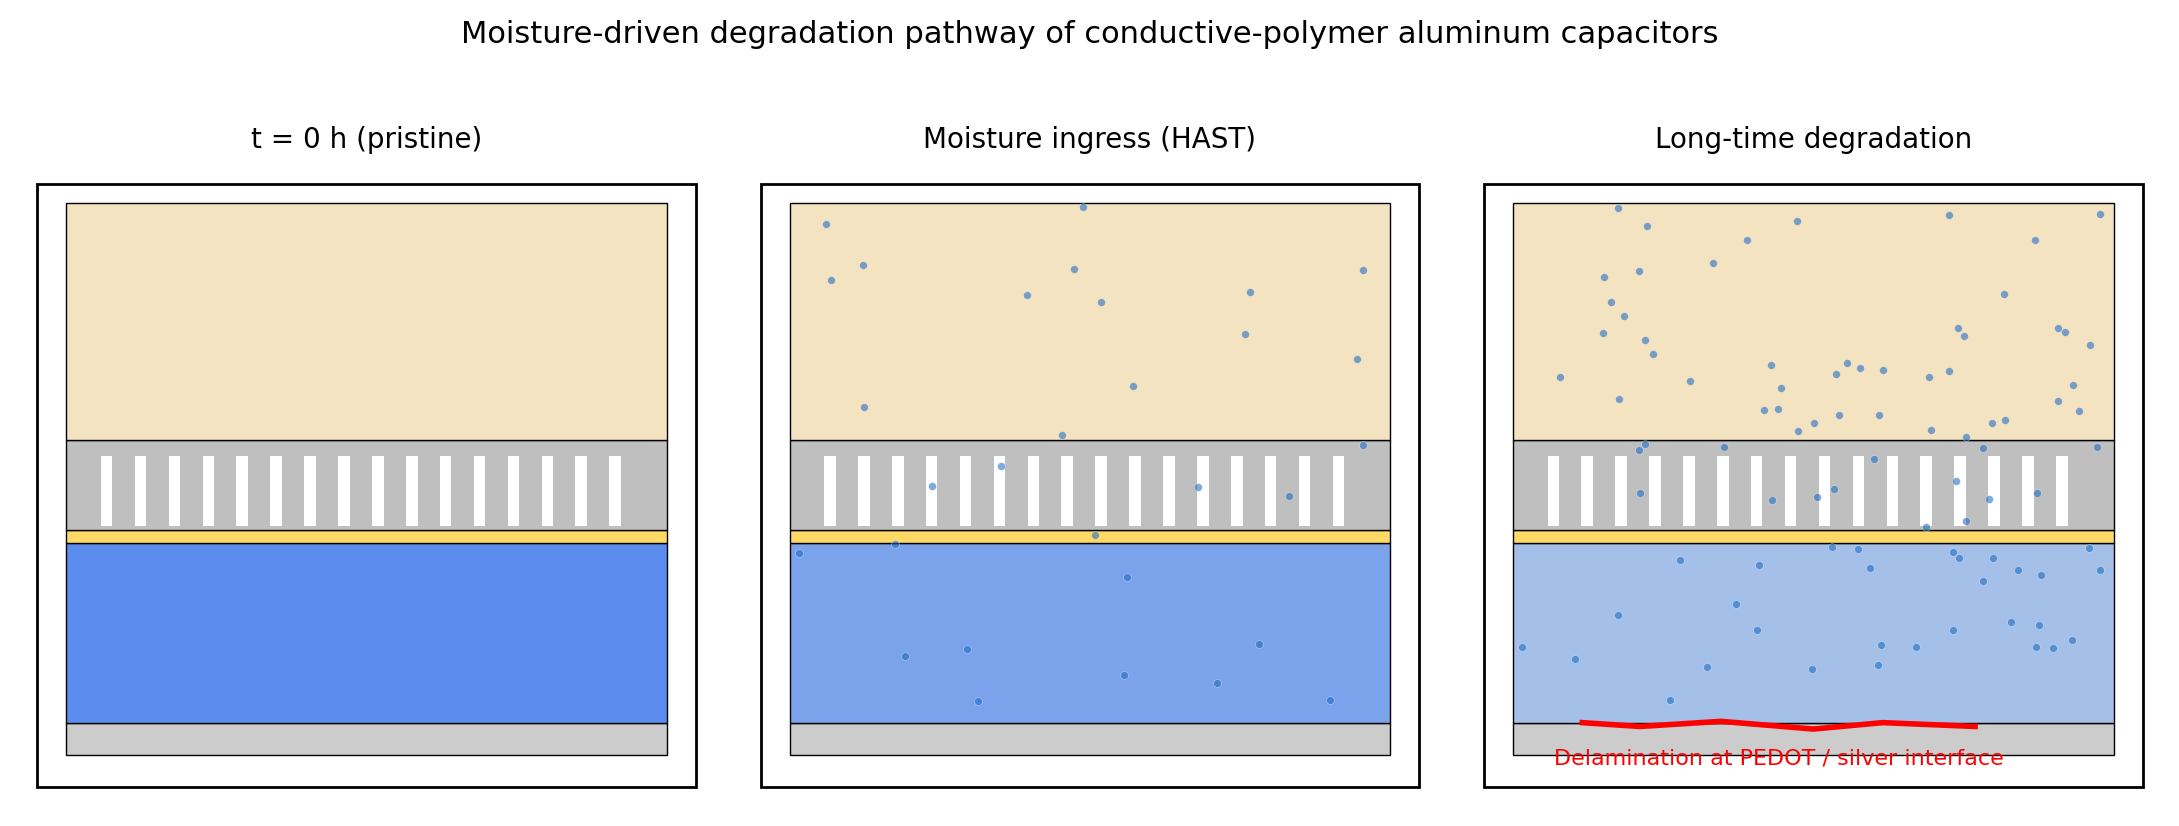 Moisture-driven degradation pathway of conductive-polymer aluminum capacitors
t = 0 h (pristine)
Moisture ingress (HAST)
Long-time degradation
Delamination at PEDOT / silver interface